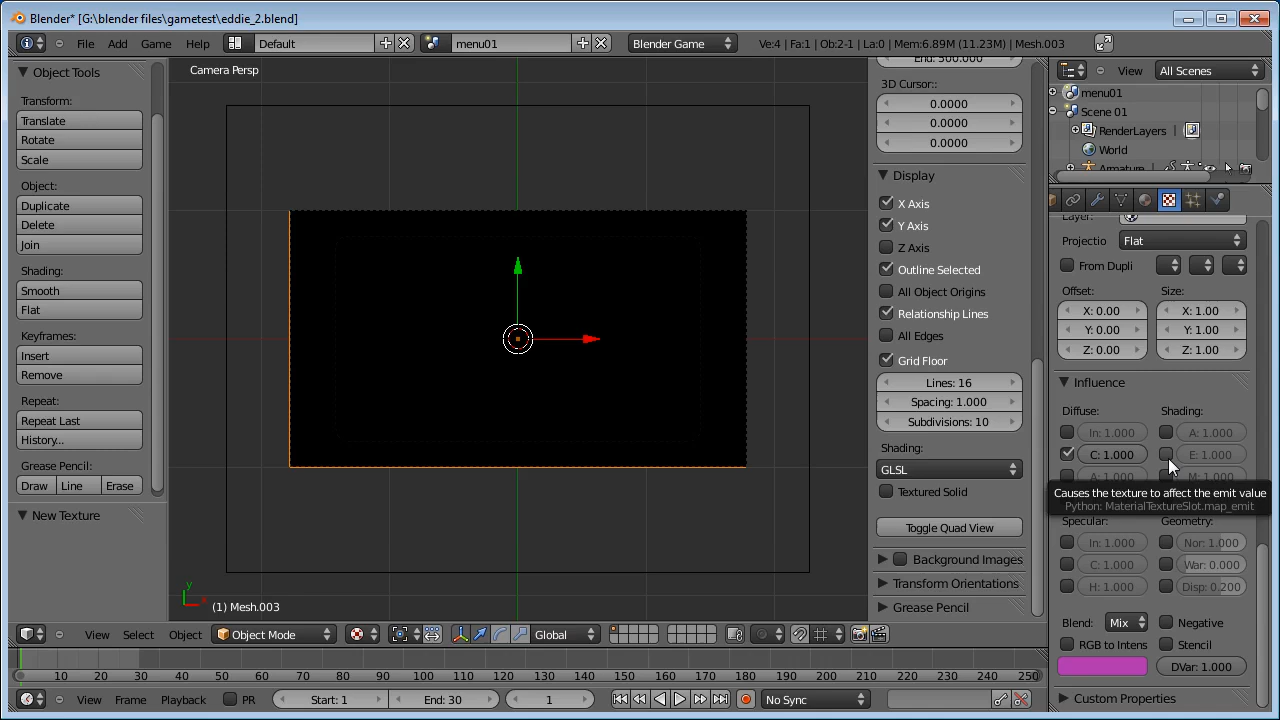 Blender* [G:\blender files\gametest\eddie_2.blend]
File Add Game Help Default menu01 Blender Game Ve:4 | Fa:1 | Ob:2-1 | La:0 | Mem:6.89M (11.23M) | Mesh.003
Object Tools
Transform:
Translate
Rotate
Scale
Object:
Duplicate
Delete
Join
Shading:
Smooth
Flat
Keyframes:
Insert
Remove
Repeat:
Repeat Last
History...
Grease Pencil:
Draw Line Erase
New Texture
Camera Persp
y
x
(1) Mesh.003
End: 500.000
3D Cursor::
0.0000
0.0000
0.0000
Display
X Axis
Y Axis
Z Axis
Outline Selected
All Object Origins
Relationship Lines
All Edges
Grid Floor
Lines: 16
Spacing: 1.000
Subdivisions: 10
Shading:
GLSL
Textured Solid
Toggle Quad View
Background Images
Transform Orientations
Grease Pencil
View All Scenes
menu01
Scene 01
RenderLayers |
World
Armature
Layer:
Projectio Flat
From Dupli
Offset: Size:
X: 0.00 X: 1.00
Y: 0.00 Y: 1.00
Z: 0.00 Z: 1.00
Influence
Diffuse: Shading:
In: 1.000 A: 1.000
C: 1.000 E: 1.000
A: 1.000 M: 1.000
Causes the texture to affect the emit value
Python: MaterialTextureSlot.map_emit
Specular: Geometry:
In: 1.000 Nor: 1.000
C: 1.000 War: 0.000
H: 1.000 Disp: 0.200
Blend: Mix Negative
RGB to Intens Stencil
DVar: 1.000
Custom Properties
View Select Object Object Mode Global
10 20 30 40 50 60 70 80 90 100 110 120 130 140 150 160 170 180 190 200 210 220 230 240 250
View Frame Playback PR Start: 1 End: 30 1 No Sync